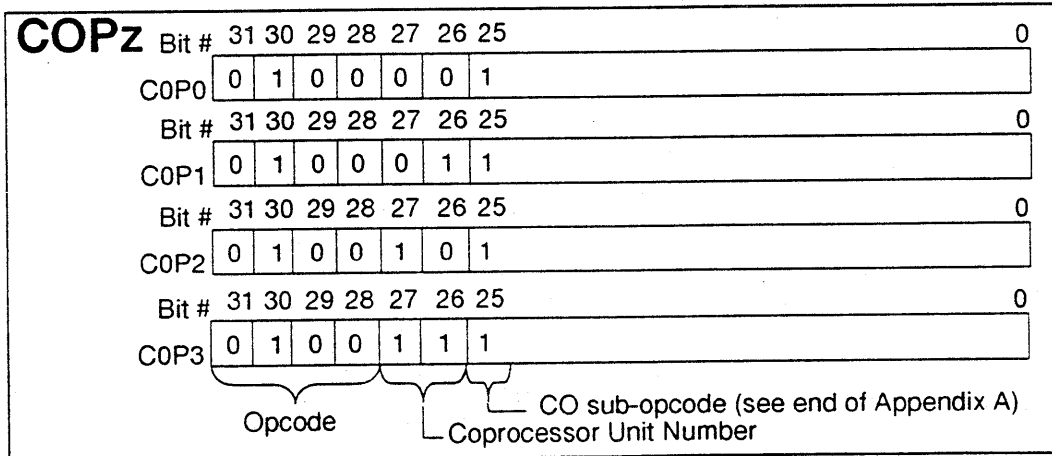 COPz Bit # 31 30 29 28 27 26 25 0
C0P0 0 1 0 0 0 0 1
Bit # 31 30 29 28 27 26 25 0
C0P1 0 1 0 0 0 1 1
Bit # 31 30 29 28 27 26 25 0
C0P2 0 1 0 0 1 0 1
Bit # 31 30 29 28 27 26 25 0
C0P3 0 1 0 0 1 1 1
Opcode CO sub-opcode (see end of Appendix A)
Coprocessor Unit Number